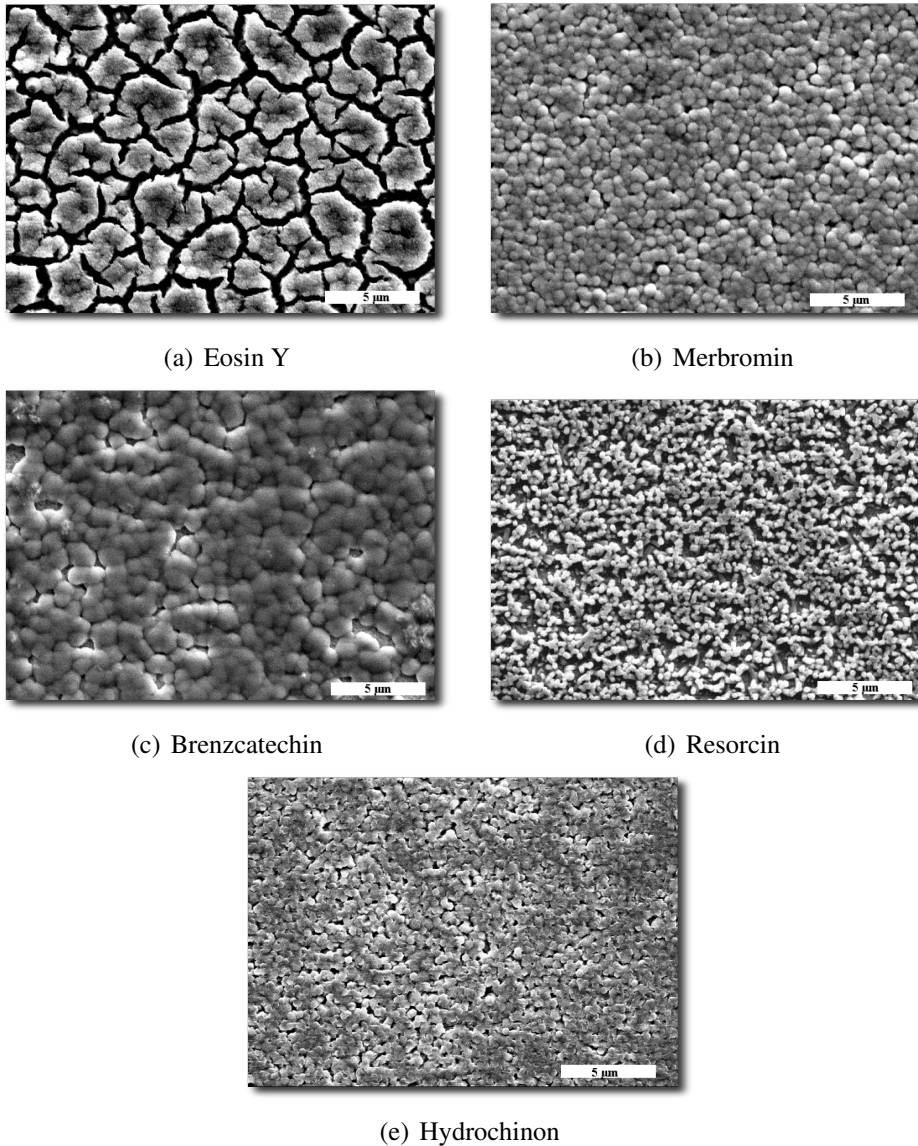 5 µm
5 µm
(a) Eosin Y
(b) Merbromin
5 µm
5 µm
(c) Brenzcatechin
(d) Resorcin
5 µm
(e) Hydrochinon